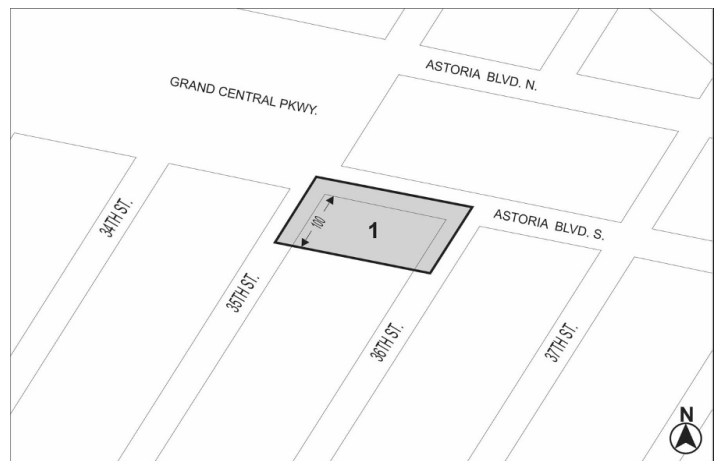 ASTORIA BLVD. N.
GRAND CENTRAL PKWY.
34TH ST.
100
1
ASTORIA BLVD. S.
35TH ST.
36TH ST.
37TH ST.
N